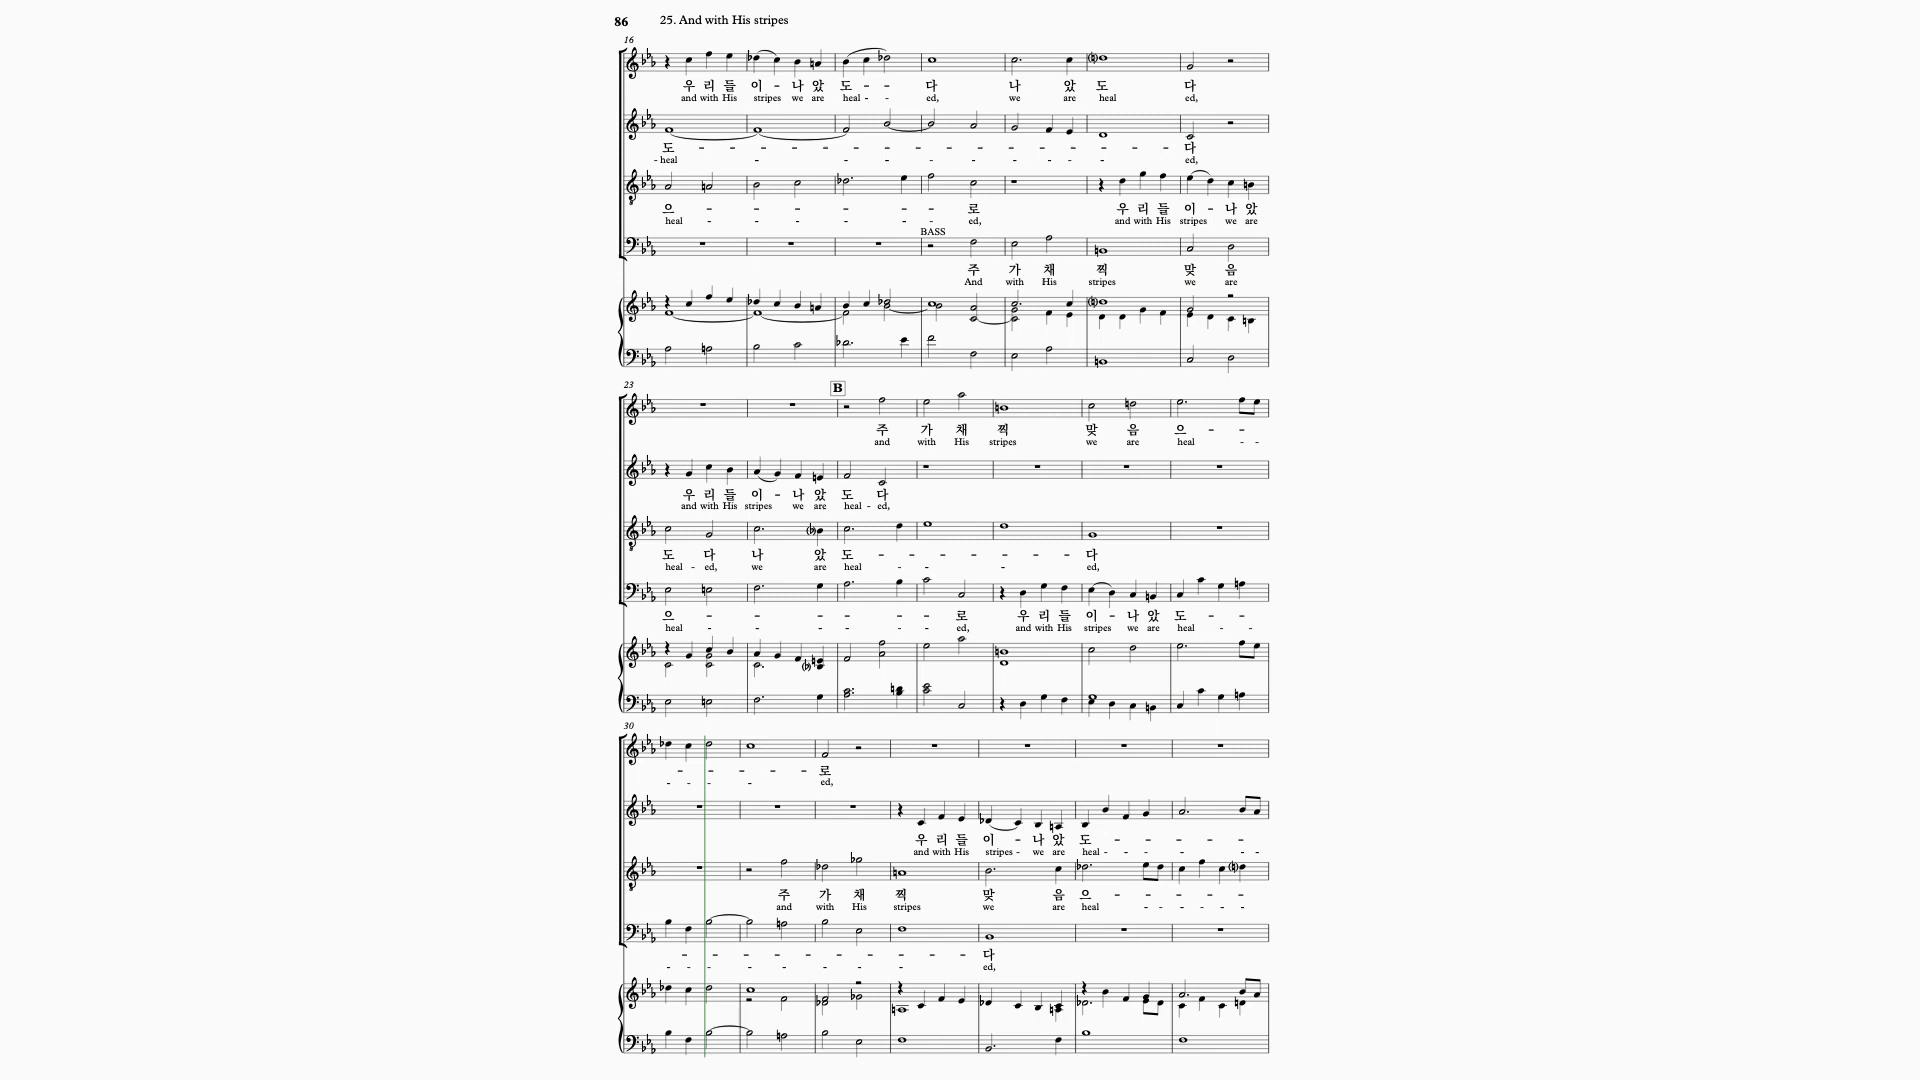 86 25. And with His stripes
16
우 리 들 이 - 나 았 도 - - 다 나 았 도 다
and with His stripes we are heal - - ed, we are heal ed,
도 - - - - - - - - - - - - 다
- heal - - - - - - - - - ed,
으 - - - - - - - - 로 우 리 들 이 - 나 았
heal - - - - - - - ed, and with His stripes we are
BASS
주 가 채 찍 맞 음
And with His stripes we are
23
B
주 가 채 찍 맞 음 으 - - -
and with His stripes we are heal - -
우 리 들 이 - 나 았 도 다
and with His stripes we are heal - ed,
도 다 나 았 도 - - - - - - - 다
heal - ed, we are heal - - - ed,
으 - - - - - - - - 로 우 리 들 이 - 나 았 도 - - -
heal - - - - - - - ed, and with His stripes we are heal - - -
30
- - - - - 로
- - - - ed,
우 리 들 이 - 나 았 도 - - - - - - -
and with His stripes - we are heal - - - - - - - -
주 가 채 찍 맞 음 으 - - - - - - -
and with His stripes we are heal - - - - - - -
- - - - - - - - - - 다
- - - - - - - - ed,